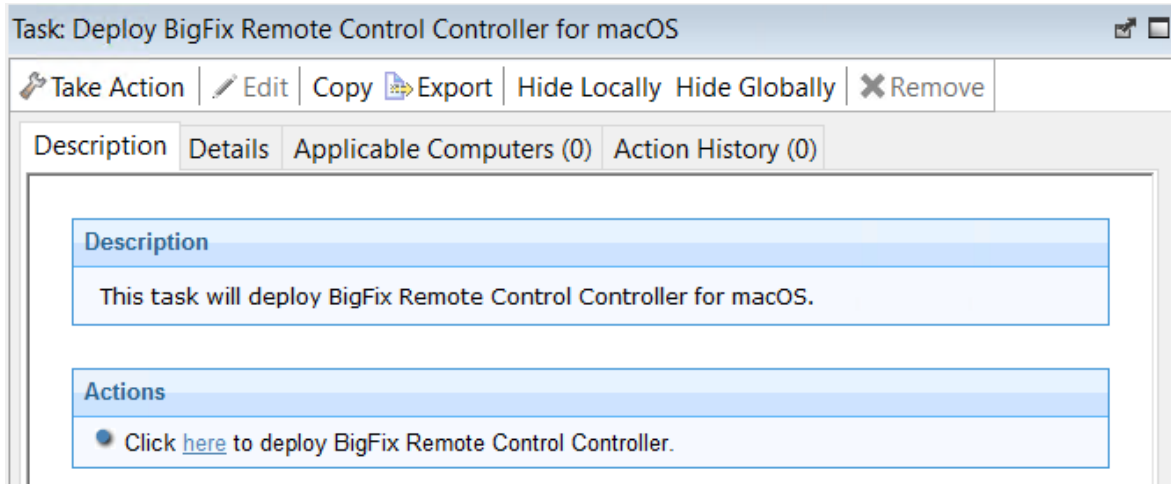 Task: Deploy BigFix Remote Control Controller for macOS
Take Action Edit Copy Export Hide Locally Hide Globally Remove
Description Details Applicable Computers (0) Action History (0)
Description
This task will deploy BigFix Remote Control Controller for macOS.
Actions
Click here to deploy BigFix Remote Control Controller.